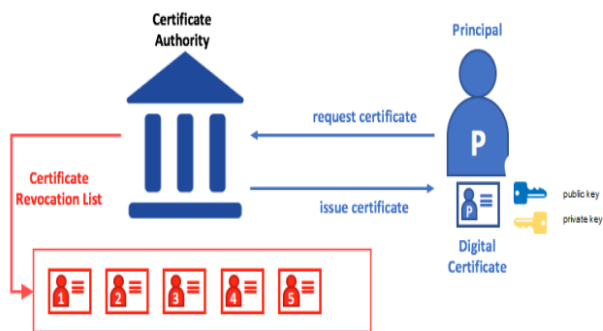 Certificate
Authority
Principal
request certificate
P
Certificate
Revocation List
issue certificate
P
public key
private key
Digital
Certificate
1 2 3 4 5